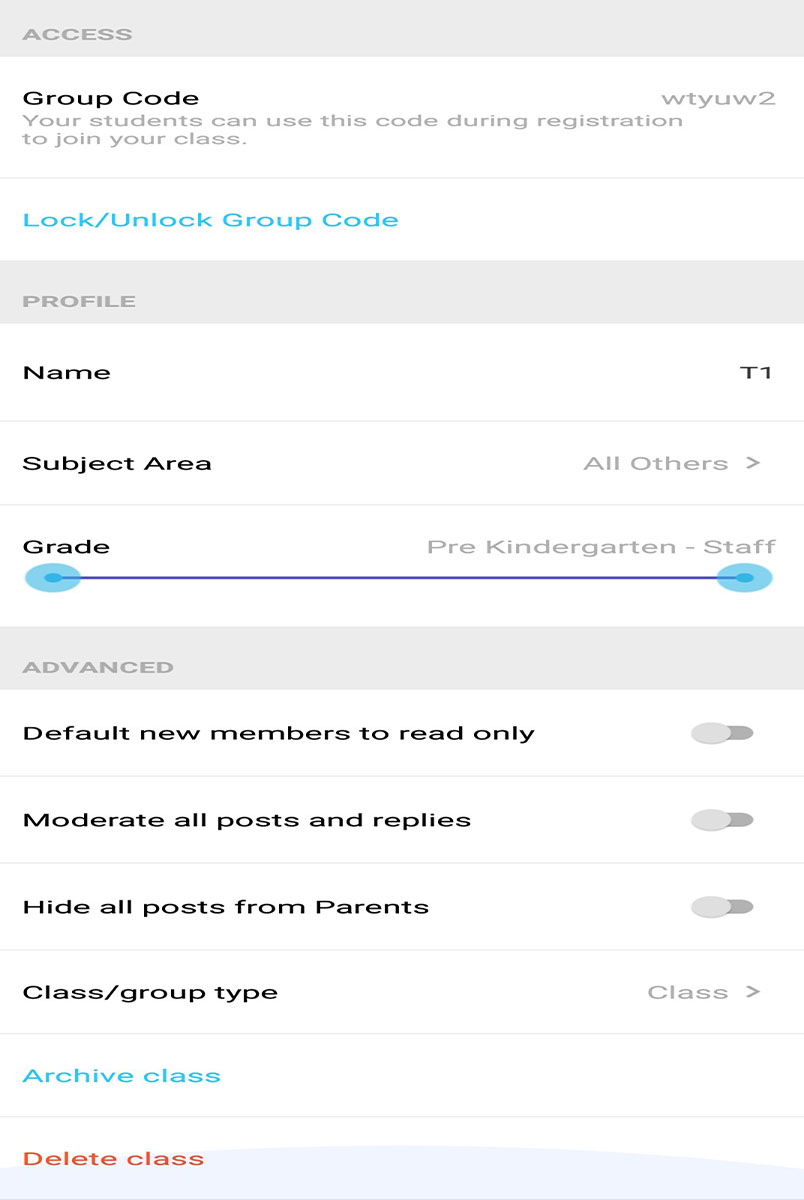 ACCESS
Group Code wtyuw2
Your students can use this code during registration
to join your class.
Lock/Unlock Group Code
PROFILE
Name T1
Subject Area All Others >
Grade Pre Kindergarten - Staff
ADVANCED
Default new members to read only
Moderate all posts and replies
Hide all posts from Parents
Class/group type Class >
Archive class
Delete class